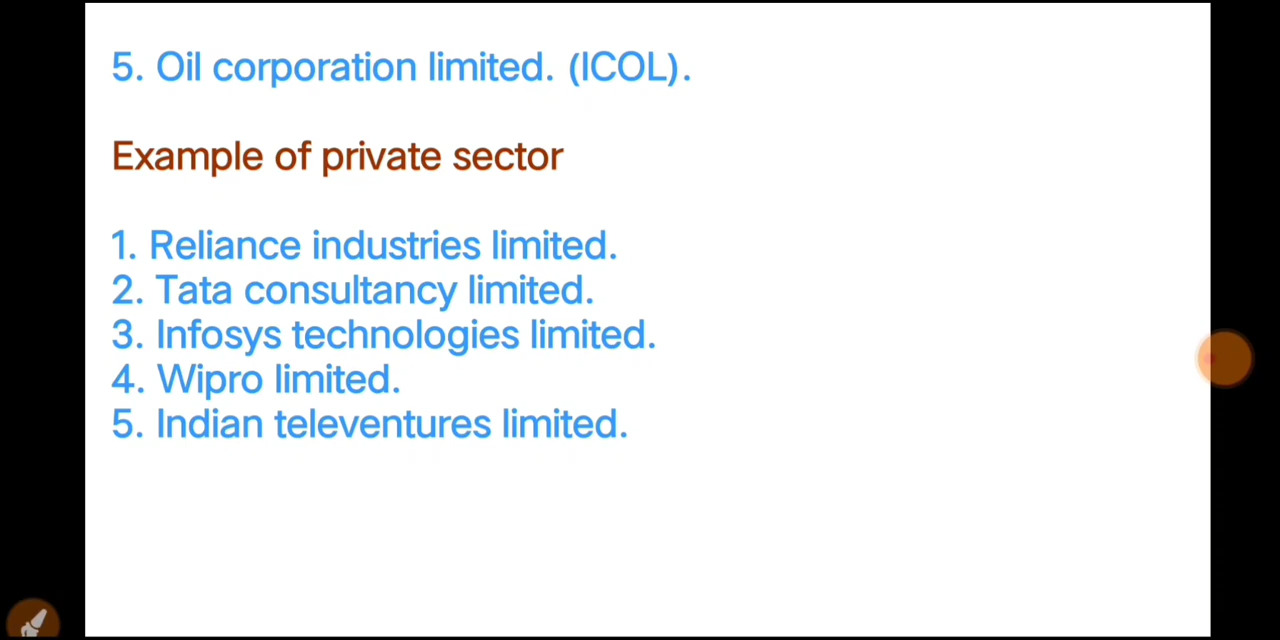 5. Oil corporation limited. (ICOL).
Example of private sector
1. Reliance industries limited.
2. Tata consultancy limited.
3. Infosys technologies limited.
4. Wipro limited.
5. Indian televentures limited.